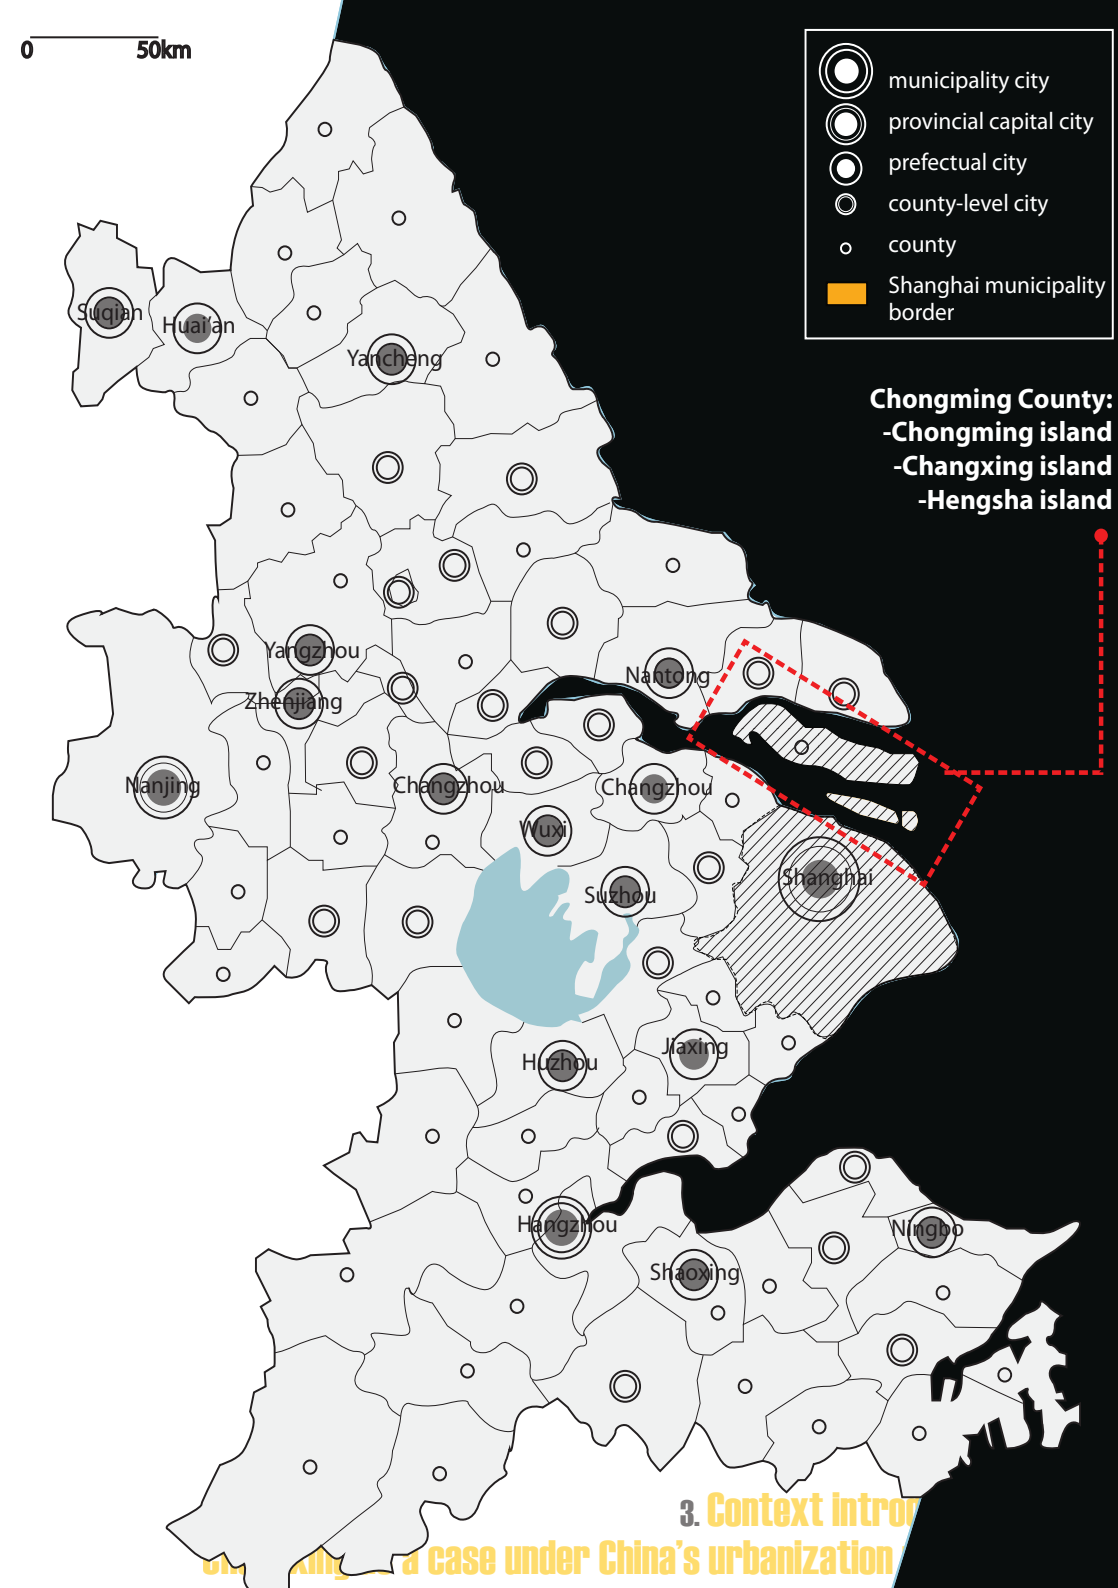 0 50km
municipality city
provincial capital city
prefectual city
county-level city
county
Shanghai municipality
border
Chongming County:
-Chongming island
-Changxing island
-Hengsha island
Suqian
Huai'an
Yancheng
Yangzhou
Zhenjiang
Nantong
Nanjing
Changzhou
Changzhou
Wuxi
Shanghai
Suzhou
Jiaxing
Huzhou
Hangzhou
Ningbo
Shaoxing
3. Context intro
a case under China's urbanization